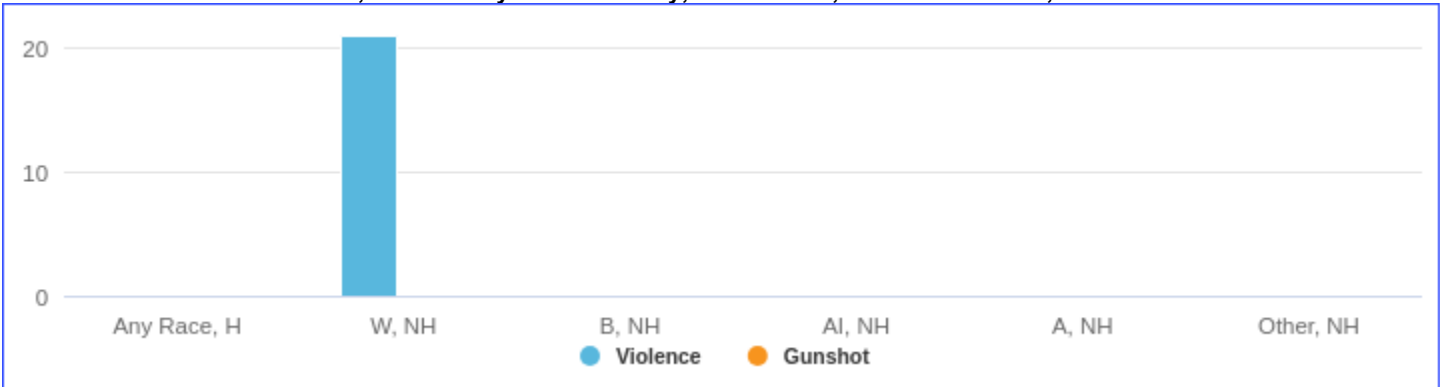 20
10
0
Any Race, H W, NH B, NH AI, NH A, NH Other, NH
Violence Gunshot